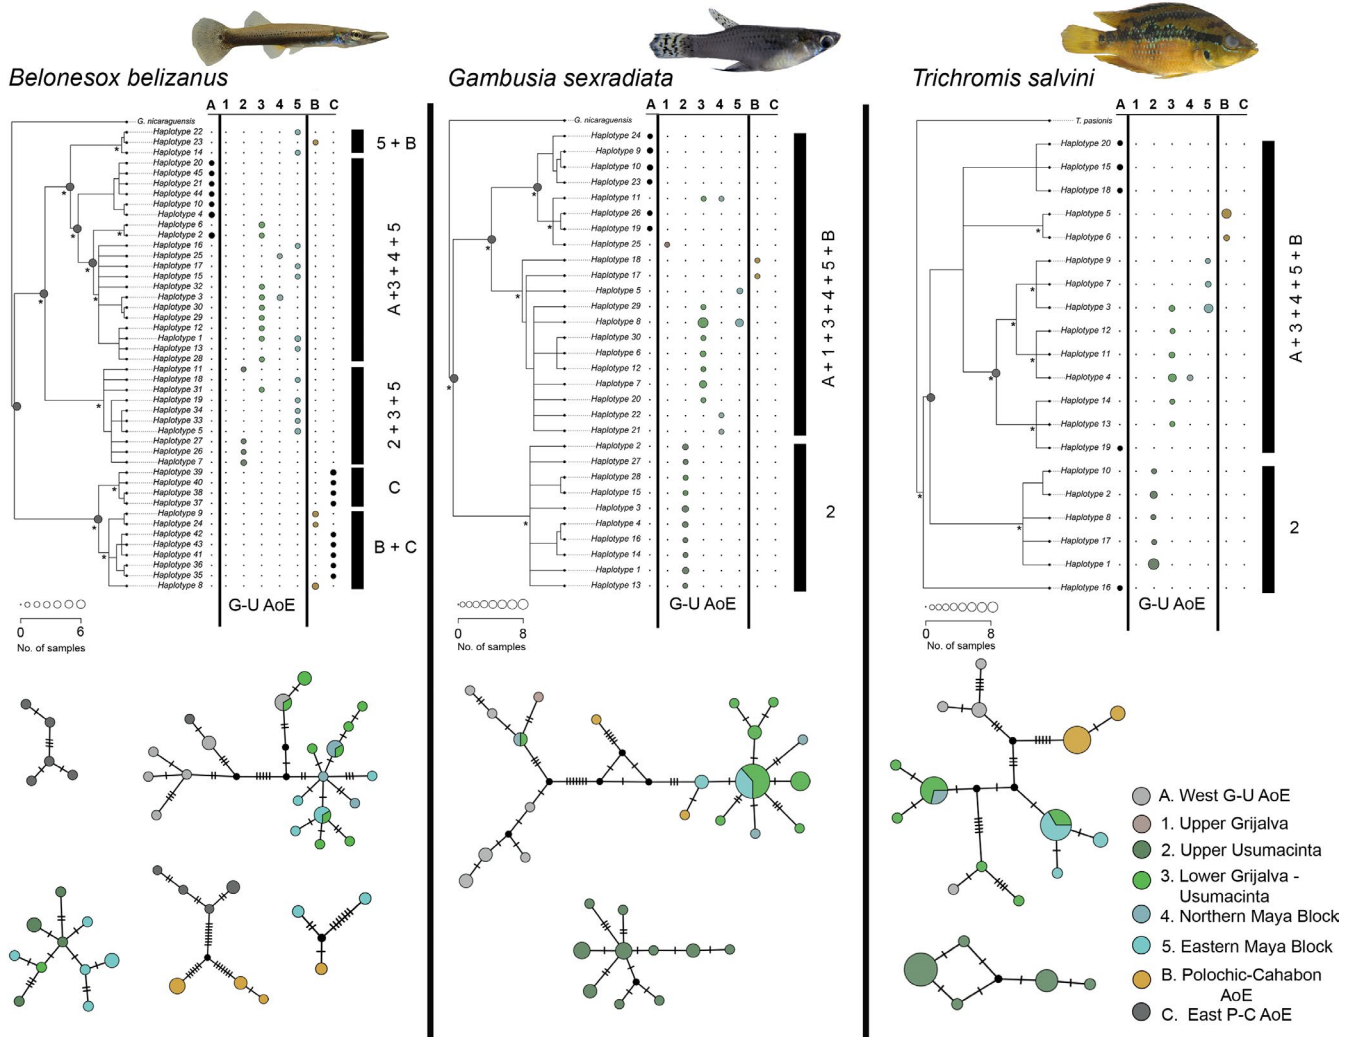 Belonesox belizanus
A 1 2 3 4 5 B C
G. nicaraguensis
Haplotype 22
Haplotype 23
Haplotype 14
Haplotype 20
Haplotype 45
Haplotype 21
Haplotype 44
Haplotype 10
Haplotype 4
Haplotype 6
Haplotype 2
Haplotype 16
Haplotype 25
Haplotype 17
Haplotype 15
Haplotype 32
Haplotype 3
Haplotype 30
Haplotype 29
Haplotype 12
Haplotype 1
Haplotype 13
Haplotype 28
Haplotype 11
Haplotype 18
Haplotype 31
Haplotype 19
Haplotype 34
Haplotype 33
Haplotype 5
Haplotype 27
Haplotype 26
Haplotype 7
Haplotype 39
Haplotype 40
Haplotype 38
Haplotype 37
Haplotype 9
Haplotype 24
Haplotype 42
Haplotype 43
Haplotype 41
Haplotype 36
Haplotype 35
Haplotype 8
5 + B
A +3 + 4 + 5
2 + 3 + 5
C
B + C
G-U AoE
0 6
No. of samples
Gambusia sexradiata
A 1 2 3 4 5 B C
G. nicaraguensis
Haplotype 24
Haplotype 9
Haplotype 10
Haplotype 23
Haplotype 11
Haplotype 26
Haplotype 19
Haplotype 25
Haplotype 18
Haplotype 17
Haplotype 5
Haplotype 29
Haplotype 8
Haplotype 30
Haplotype 6
Haplotype 12
Haplotype 7
Haplotype 20
Haplotype 22
Haplotype 21
Haplotype 2
Haplotype 27
Haplotype 28
Haplotype 15
Haplotype 3
Haplotype 4
Haplotype 16
Haplotype 14
Haplotype 1
Haplotype 13
A + 1 + 3 + 4 + 5 + B
2
G-U AoE
0 8
No. of samples
Trichromis salvini
A 1 2 3 4 5 B C
T. pasionis
Haplotype 20
Haplotype 15
Haplotype 18
Haplotype 5
Haplotype 6
Haplotype 9
Haplotype 7
Haplotype 3
Haplotype 12
Haplotype 11
Haplotype 4
Haplotype 14
Haplotype 13
Haplotype 19
Haplotype 10
Haplotype 2
Haplotype 8
Haplotype 17
Haplotype 1
Haplotype 16
A + 3 + 4 + 5 + B
2
G-U AoE
0 8
No. of samples
A. West G-U AoE
1. Upper Grijalva
2. Upper Usumacinta
3. Lower Grijalva -
Usumacinta
4. Northern Maya Block
5. Eastern Maya Block
B. Polochic-Cahabon
AoE
C. East P-C AoE